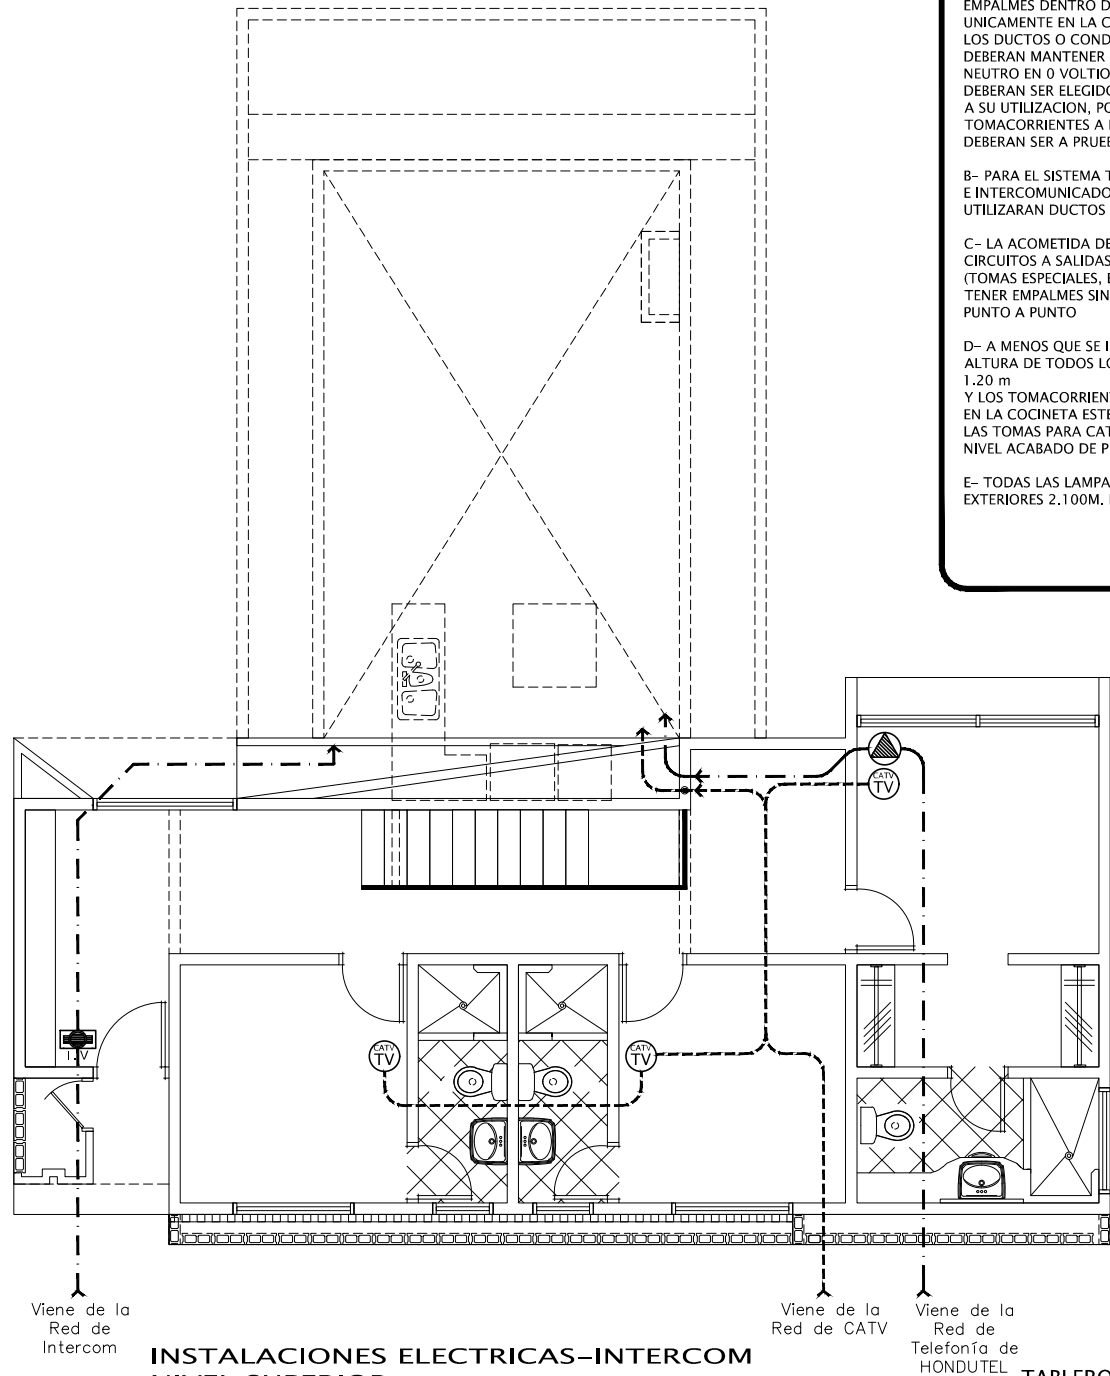 EMPALMES DENTRO D
UNICAMENTE EN LA C
LOS DUCTOS O COND
DEBERAN MANTENER
NEUTRO EN 0 VOLTIO
DEBERAN SER ELEGIDO
A SU UTILIZACION, PO
TOMACORRIENTES A
DEBERAN SER A PRUEB
B- PARA EL SISTEMA T
E INTERCOMUNICADO
UTILIZARAN DUCTOS
C- LA ACOMETIDA DE
CIRCUITOS A SALIDAS
(TOMAS ESPECIALES, E
TENER EMPALMES SIN
PUNTO A PUNTO
D- A MENOS QUE SE I
ALTURA DE TODOS LO
1.20 m
Y LOS TOMACORRIEN
EN LA COCINETA ESTE
LAS TOMAS PARA CAT
NIVEL ACABADO DE P
E- TODAS LAS LAMPA
EXTERIORES 2.100M.
CATV
TV
CATV
TV
CATV
TV
Viene de la
Red de
Intercom
Viene de la
Red de CATV
Viene de la
Red de
Telefonía de
HONDUTEL
INSTALACIONES ELECTRICAS-INTERCOM
NIVEL SUPERIOR
TABLERO